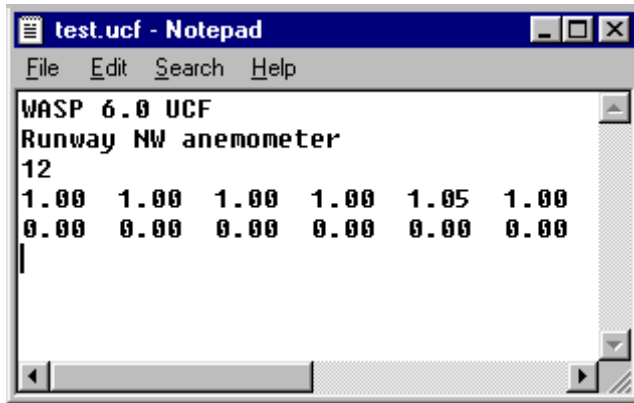 test.ucf - Notepad
File Edit Search Help
WASP 6.0 UCF
Runway NW anemometer
12
1.00 1.00 1.00 1.00 1.05 1.00
0.00 0.00 0.00 0.00 0.00 0.00